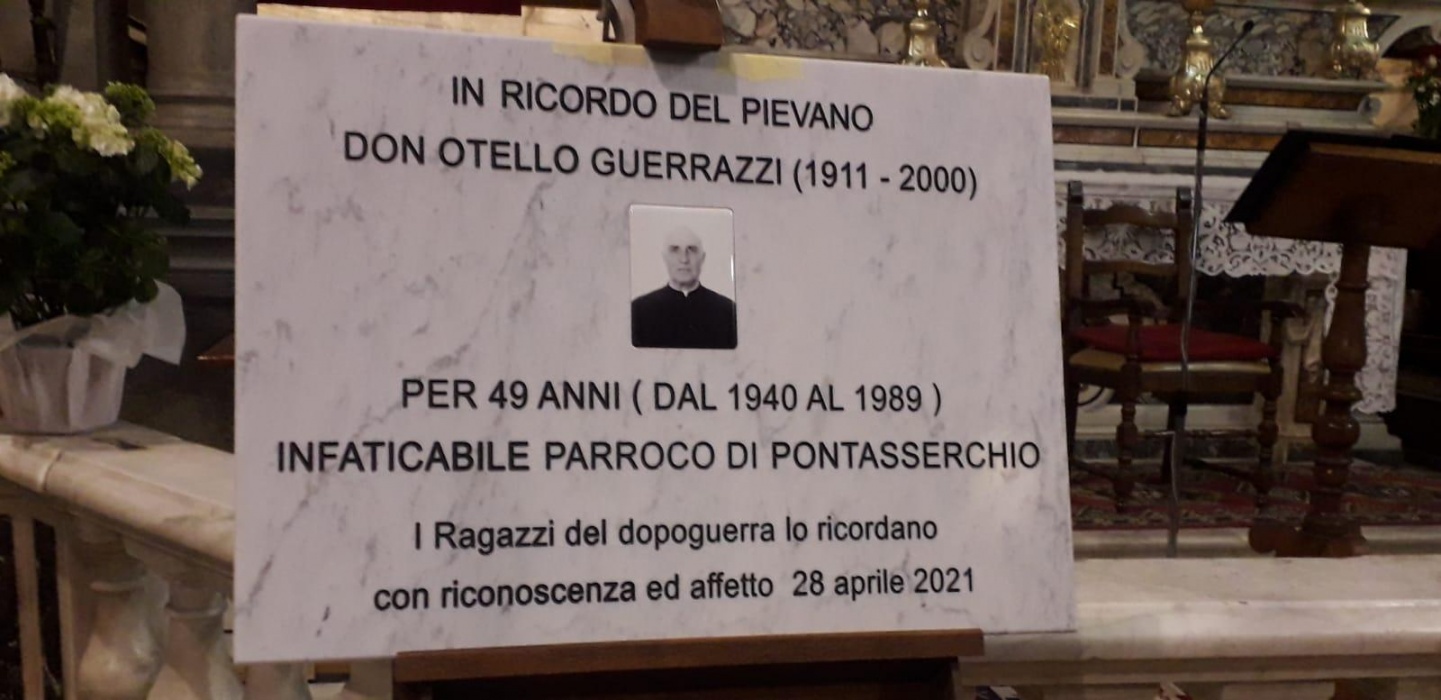 IN RICORDO DEL PIEVANO
DON OTELLO GUERRAZZI (1911 - 2000)
PER 49 ANNI ( DAL 1940 AL 1989 )
INFATICABILE PARROCO DI PONTASSERCHIO
I Ragazzi del dopoguerra lo ricordano
con riconoscenza ed affetto 28 aprile 2021